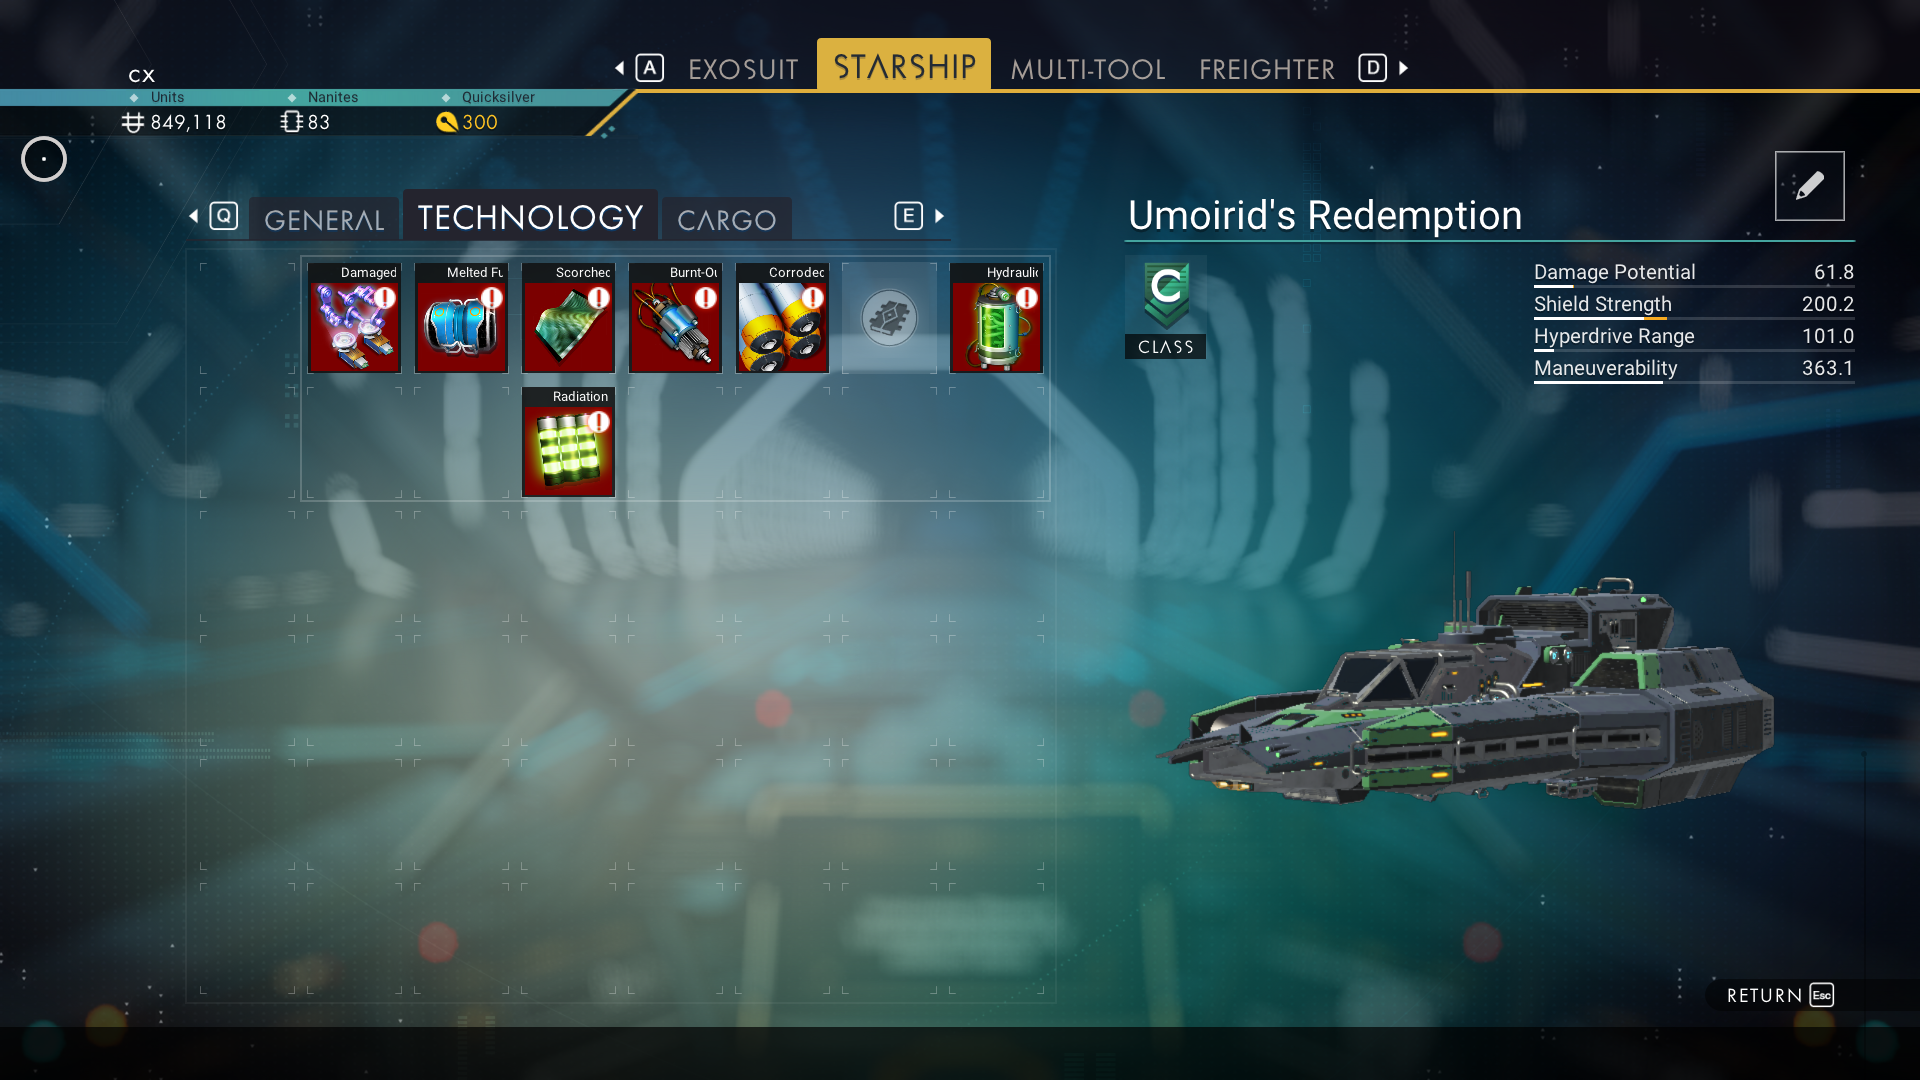 A EXOSUIT STARSHIP MULTI-TOOL FREIGHTER D
CX
Units Nanites Quicksilver
849,118 83 300
Q GENERAL TECHNOLOGY CARGO E
Umoirid's Redemption
Damaged Melted Fu Scorched Burnt-Ou Corroded Hydraulic
Radiation
C
CLASS
Damage Potential 61.8
Shield Strength 200.2
Hyperdrive Range 101.0
Maneuverability 363.1
RETURN Esc